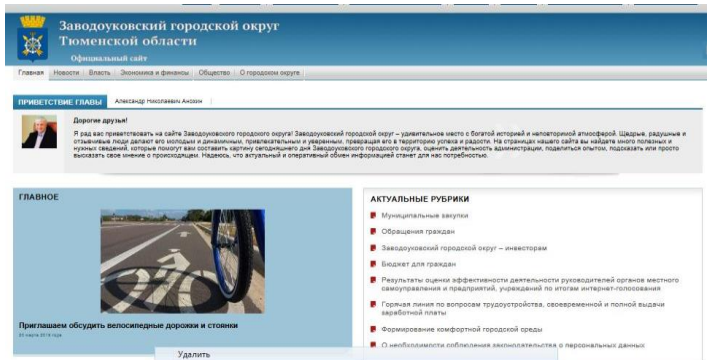 Заводоуковский городской округ
Тюменской области
Официальный сайт
Главная Новости Власть Экономика и финансы Общество О городском округе
ПРИВЕТСТВИЕ ГЛАВЫ Александр Николаевич Анохин
Дорогие друзья!
Я рад вас приветствовать на сайте Заводоуковского городского округа! Заводоуковский городской округ – удивительное место с богатой историей и неповторимой атмосферой. Щедрые, радушные и
отзывчивые люди делают его молодым и динамичным, привлекательным и уверенным, превращая его в территорию успеха и радости. На страницах нашего сайта вы найдете много полезных и
нужных сведений, которые помогут вам составить картину сегодняшнего дня Заводоуковского городского округа, оценить деятельность администрации, поделиться опытом, подсказать или просто
высказать свое мнение о происходящем. Надеюсь, что актуальный и оперативный обмен информацией станет для нас потребностью.
ГЛАВНОЕ
Приглашаем обсудить велосипедные дорожки и стоянки
АКТУАЛЬНЫЕ РУБРИКИ
Муниципальные закупки
Обращения граждан
Заводоуковский городской округ – инвесторам
Бюджет для граждан
Результаты оценки эффективности деятельности руководителей органов местного
самоуправления и предприятий, учреждений по итогам интернет-голосования
Горячая линия по вопросам трудоустройства, своевременной и полной выдачи
заработной платы
Формирование комфортной городской среды
О необходимости соблюдения законодательства о персональных данных
Удалить